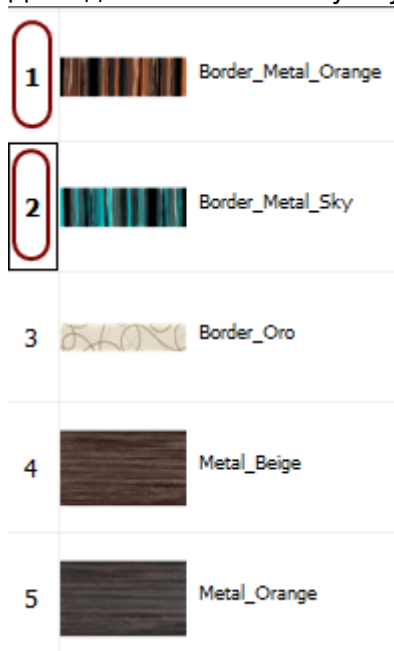 1 Border_Metal_Orange
2 Border_Metal_Sky
3 Border_Oro
4 Metal_Beige
5 Metal_Orange